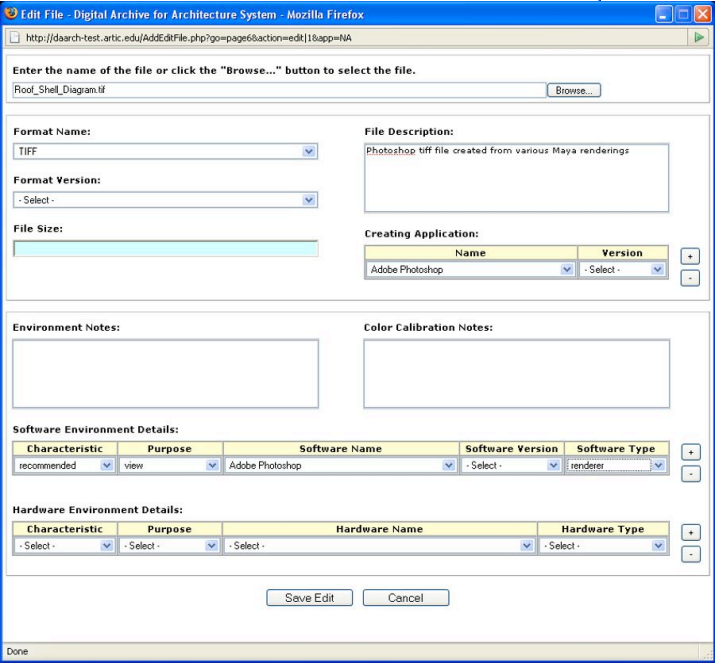 Edit File - Digital Archive for Architecture System - Mozilla Firefox
http://daarch-test.artic.edu/AddEditFile.php?go=page6&action=edit|1&app=NA
Enter the name of the file or click the "Browse..." button to select the file.
Roof_Shell_Diagram.tif Browse...
Format Name:
TIFF
Format Version:
- Select -
File Size:
File Description:
Photoshop tiff file created from various Maya renderings
Creating Application:
Name Version
Adobe Photoshop - Select -
+
-
Environment Notes: Color Calibration Notes:
Software Environment Details:
Characteristic Purpose Software Name Software Version Software Type
recommended view Adobe Photoshop - Select - renderer
+
-
Hardware Environment Details:
Characteristic Purpose Hardware Name Hardware Type
- Select - - Select - - Select - - Select -
+
-
Save Edit Cancel
Done